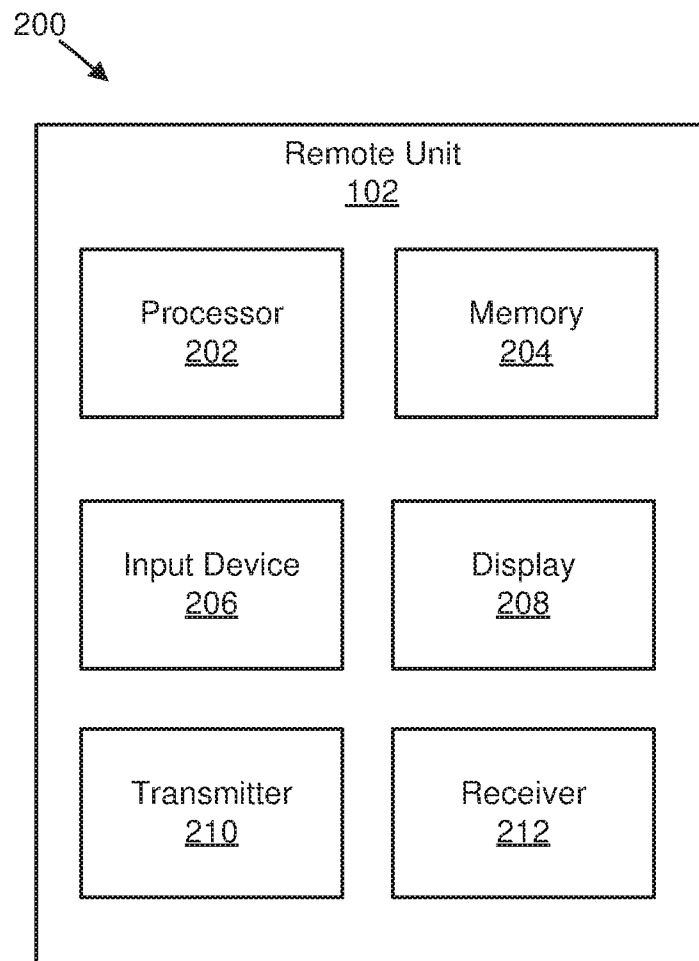 200
Remote Unit
102
Processor
202
Memory
204
Input Device
206
Display
208
Transmitter
210
Receiver
212